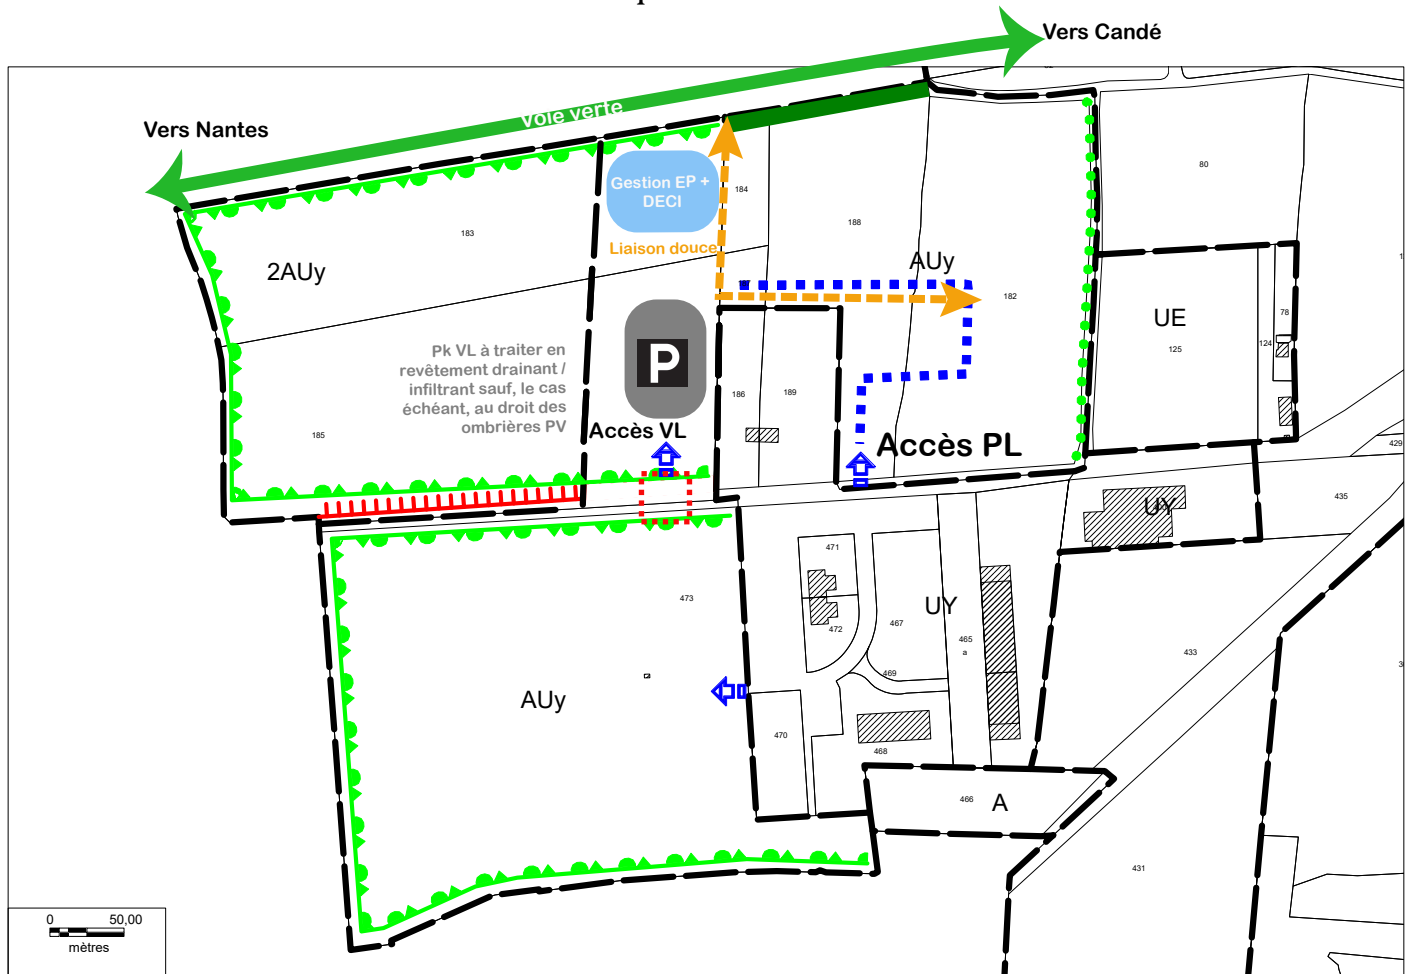 Vers Candé
Voie verte
Vers Nantes
80
Gestion EP +
DECI
184
188
183
Liaison douce
2AUy
AUy
182
UE
78
125
124
Pk VL à traiter en
revêtement drainant /
infiltrant sauf, le cas
échéant, au droit des
ombrières PV
P
186
189
185
Accès VL
Accès PL
429
435
UY
471
473
UY
472
467
465
a
433
469
AUy
470
468
466
A
431
0 50,00
mètres